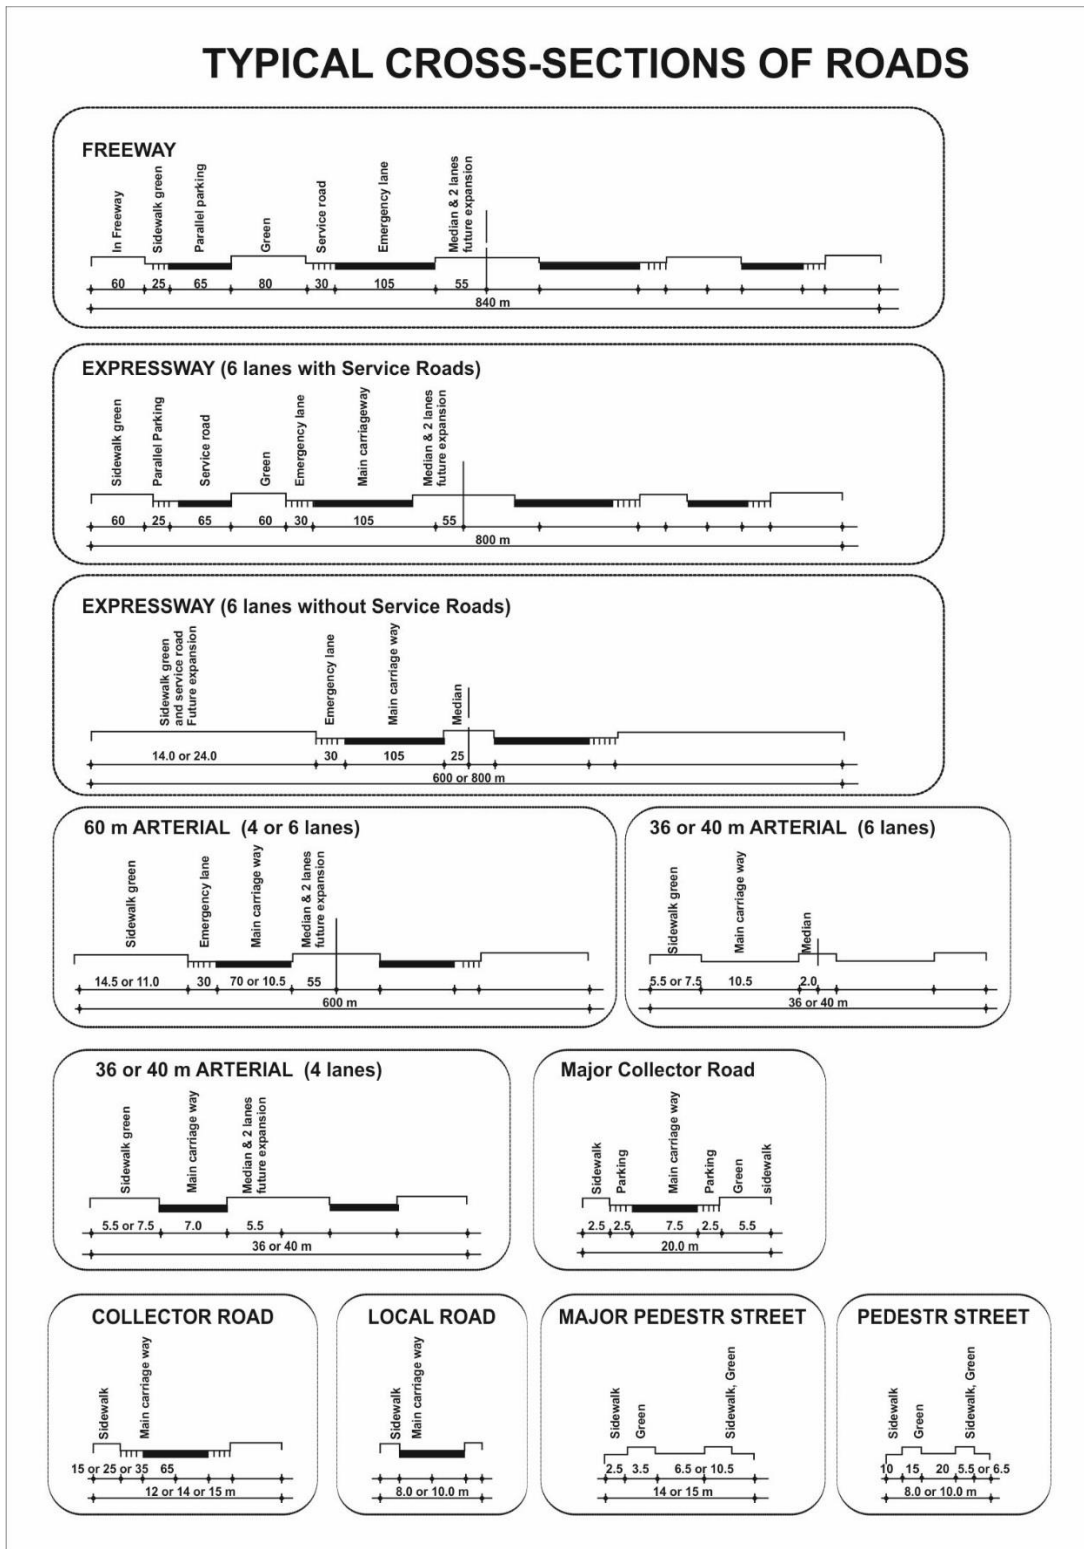 TYPICAL CROSS-SECTIONS OF ROADS
FREEWAY
In Freeway
Sidewalk green
Parallel parking
Green
Service road
Emergency lane
Median & 2 lanes
future expansion
60 25 65 80 30 105 55
840 m
EXPRESSWAY (6 lanes with Service Roads)
Sidewalk green
Parallel Parking
Service road
Green
Emergency lane
Main carriageway
Median & 2 lanes
future expansion
60 25 65 60 30 105 55
800 m
EXPRESSWAY (6 lanes without Service Roads)
Sidewalk green
and service road
Future expansion
Emergency lane
Main carriage way
Median
14.0 or 24.0 30 105 25
600 or 800 m
60 m ARTERIAL (4 or 6 lanes)
Sidewalk green
Emergency lane
Main carriage way
Median & 2 lanes
future expansion
14.5 or 11.0 30 70 or 10.5 55
600 m
36 or 40 m ARTERIAL (6 lanes)
Sidewalk green
Main carriage way
Median
5.5 or 7.5 10.5 2.0
36 or 40 m
36 or 40 m ARTERIAL (4 lanes)
Sidewalk green
Main carriage way
Median & 2 lanes
future expansion
5.5 or 7.5 7.0 5.5
36 or 40 m
Major Collector Road
Sidewalk
Parking
Main carriage way
Parking
Green
sidewalk
2.5 2.5 7.5 2.5 5.5
20.0 m
COLLECTOR ROAD
Sidewalk
Main carriage way
15 or 25 or 35 65
12 or 14 or 15 m
LOCAL ROAD
Sidewalk
Main carriage way
8.0 or 10.0 m
MAJOR PEDESTR STREET
Sidewalk
Green
Sidewalk, Green
2.5 3.5 6.5 or 10.5
14 or 15 m
PEDESTR STREET
Sidewalk
Green
Sidewalk, Green
10 15 20 5.5 or 6.5
8.0 or 10.0 m